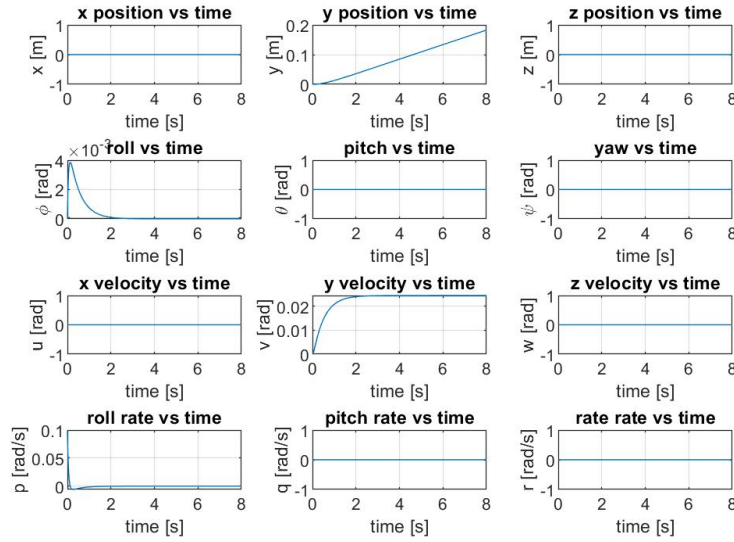 x position vs time
1
0
-1
x [m]
0 2 4 6 8
time [s]
y position vs time
0.2
0.1
0
y [m]
0 2 4 6 8
time [s]
z position vs time
1
0
-1
z [m]
0 2 4 6 8
time [s]
roll vs time
4 × 10⁻³
2
0
ϕ [rad]
0 2 4 6 8
time [s]
pitch vs time
1
0
-1
θ [rad]
0 2 4 6 8
time [s]
yaw vs time
1
0
-1
ψ [rad]
0 2 4 6 8
time [s]
x velocity vs time
1
0
-1
u [rad]
0 2 4 6 8
time [s]
y velocity vs time
0.02
0.01
0
v [rad]
0 2 4 6 8
time [s]
z velocity vs time
1
0
-1
w [rad]
0 2 4 6 8
time [s]
roll rate vs time
0.1
0.05
0
p [rad/s]
0 2 4 6 8
time [s]
pitch rate vs time
1
0
-1
q [rad/s]
0 2 4 6 8
time [s]
rate rate vs time
1
0
-1
r [rad/s]
0 2 4 6 8
time [s]